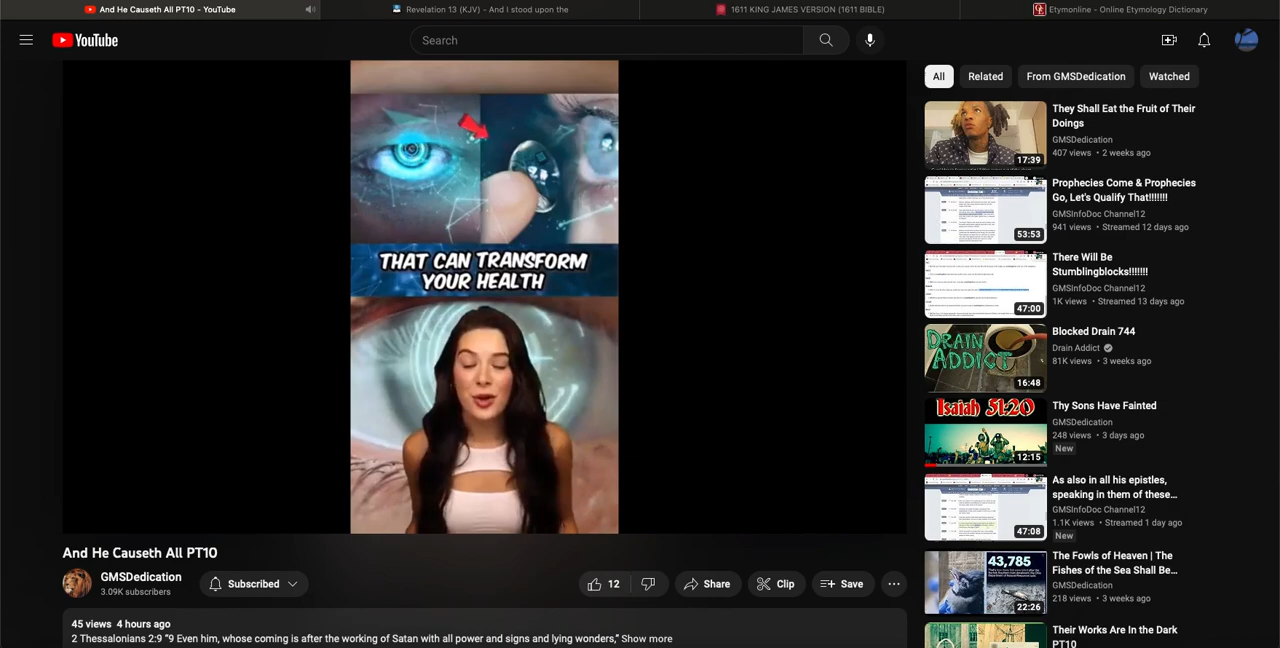 And He Causeth All PT10 - YouTube
Revelation 13 (KJV) - And I stood upon the
1611 KING JAMES VERSION (1611 BIBLE)
Etymonline - Online Etymology Dictionary
YouTube
Search
THAT CAN TRANSFORM
YOUR HEALTH
And He Causeth All PT10
GMSDedication
3.09K subscribers
Subscribed
12
Share
Clip
Save
45 views 4 hours ago
2 Thessalonians 2:9 “9 Even him, whose coming is after the working of Satan with all power and signs and lying wonders,” Show more
All
Related
From GMSDedication
Watched
17:39
They Shall Eat the Fruit of Their
Doings
GMSDedication
407 views • 2 weeks ago
53:53
Prophecies Come & Prophecies
Go, Let's Qualify This!!!!!!!!!
GMSInfoDoc Channel12
941 views • Streamed 12 days ago
47:00
There Will Be
Stumblingblocks!!!!!!!
GMSInfoDoc Channel12
1K views • Streamed 13 days ago
DRAIN
ADDICT
16:48
Blocked Drain 744
Drain Addict
81K views • 3 weeks ago
Isaiah 51:20
12:15
Thy Sons Have Fainted
GMSDedication
248 views • 3 days ago
New
47:08
As also in all his epistles,
speaking in them of these...
GMSInfoDoc Channel12
1.1K views • Streamed 1 day ago
New
43,785
22:26
The Fowls of Heaven | The
Fishes of the Sea Shall Be...
GMSDedication
218 views • 3 weeks ago
Their Works Are In the Dark
PT10